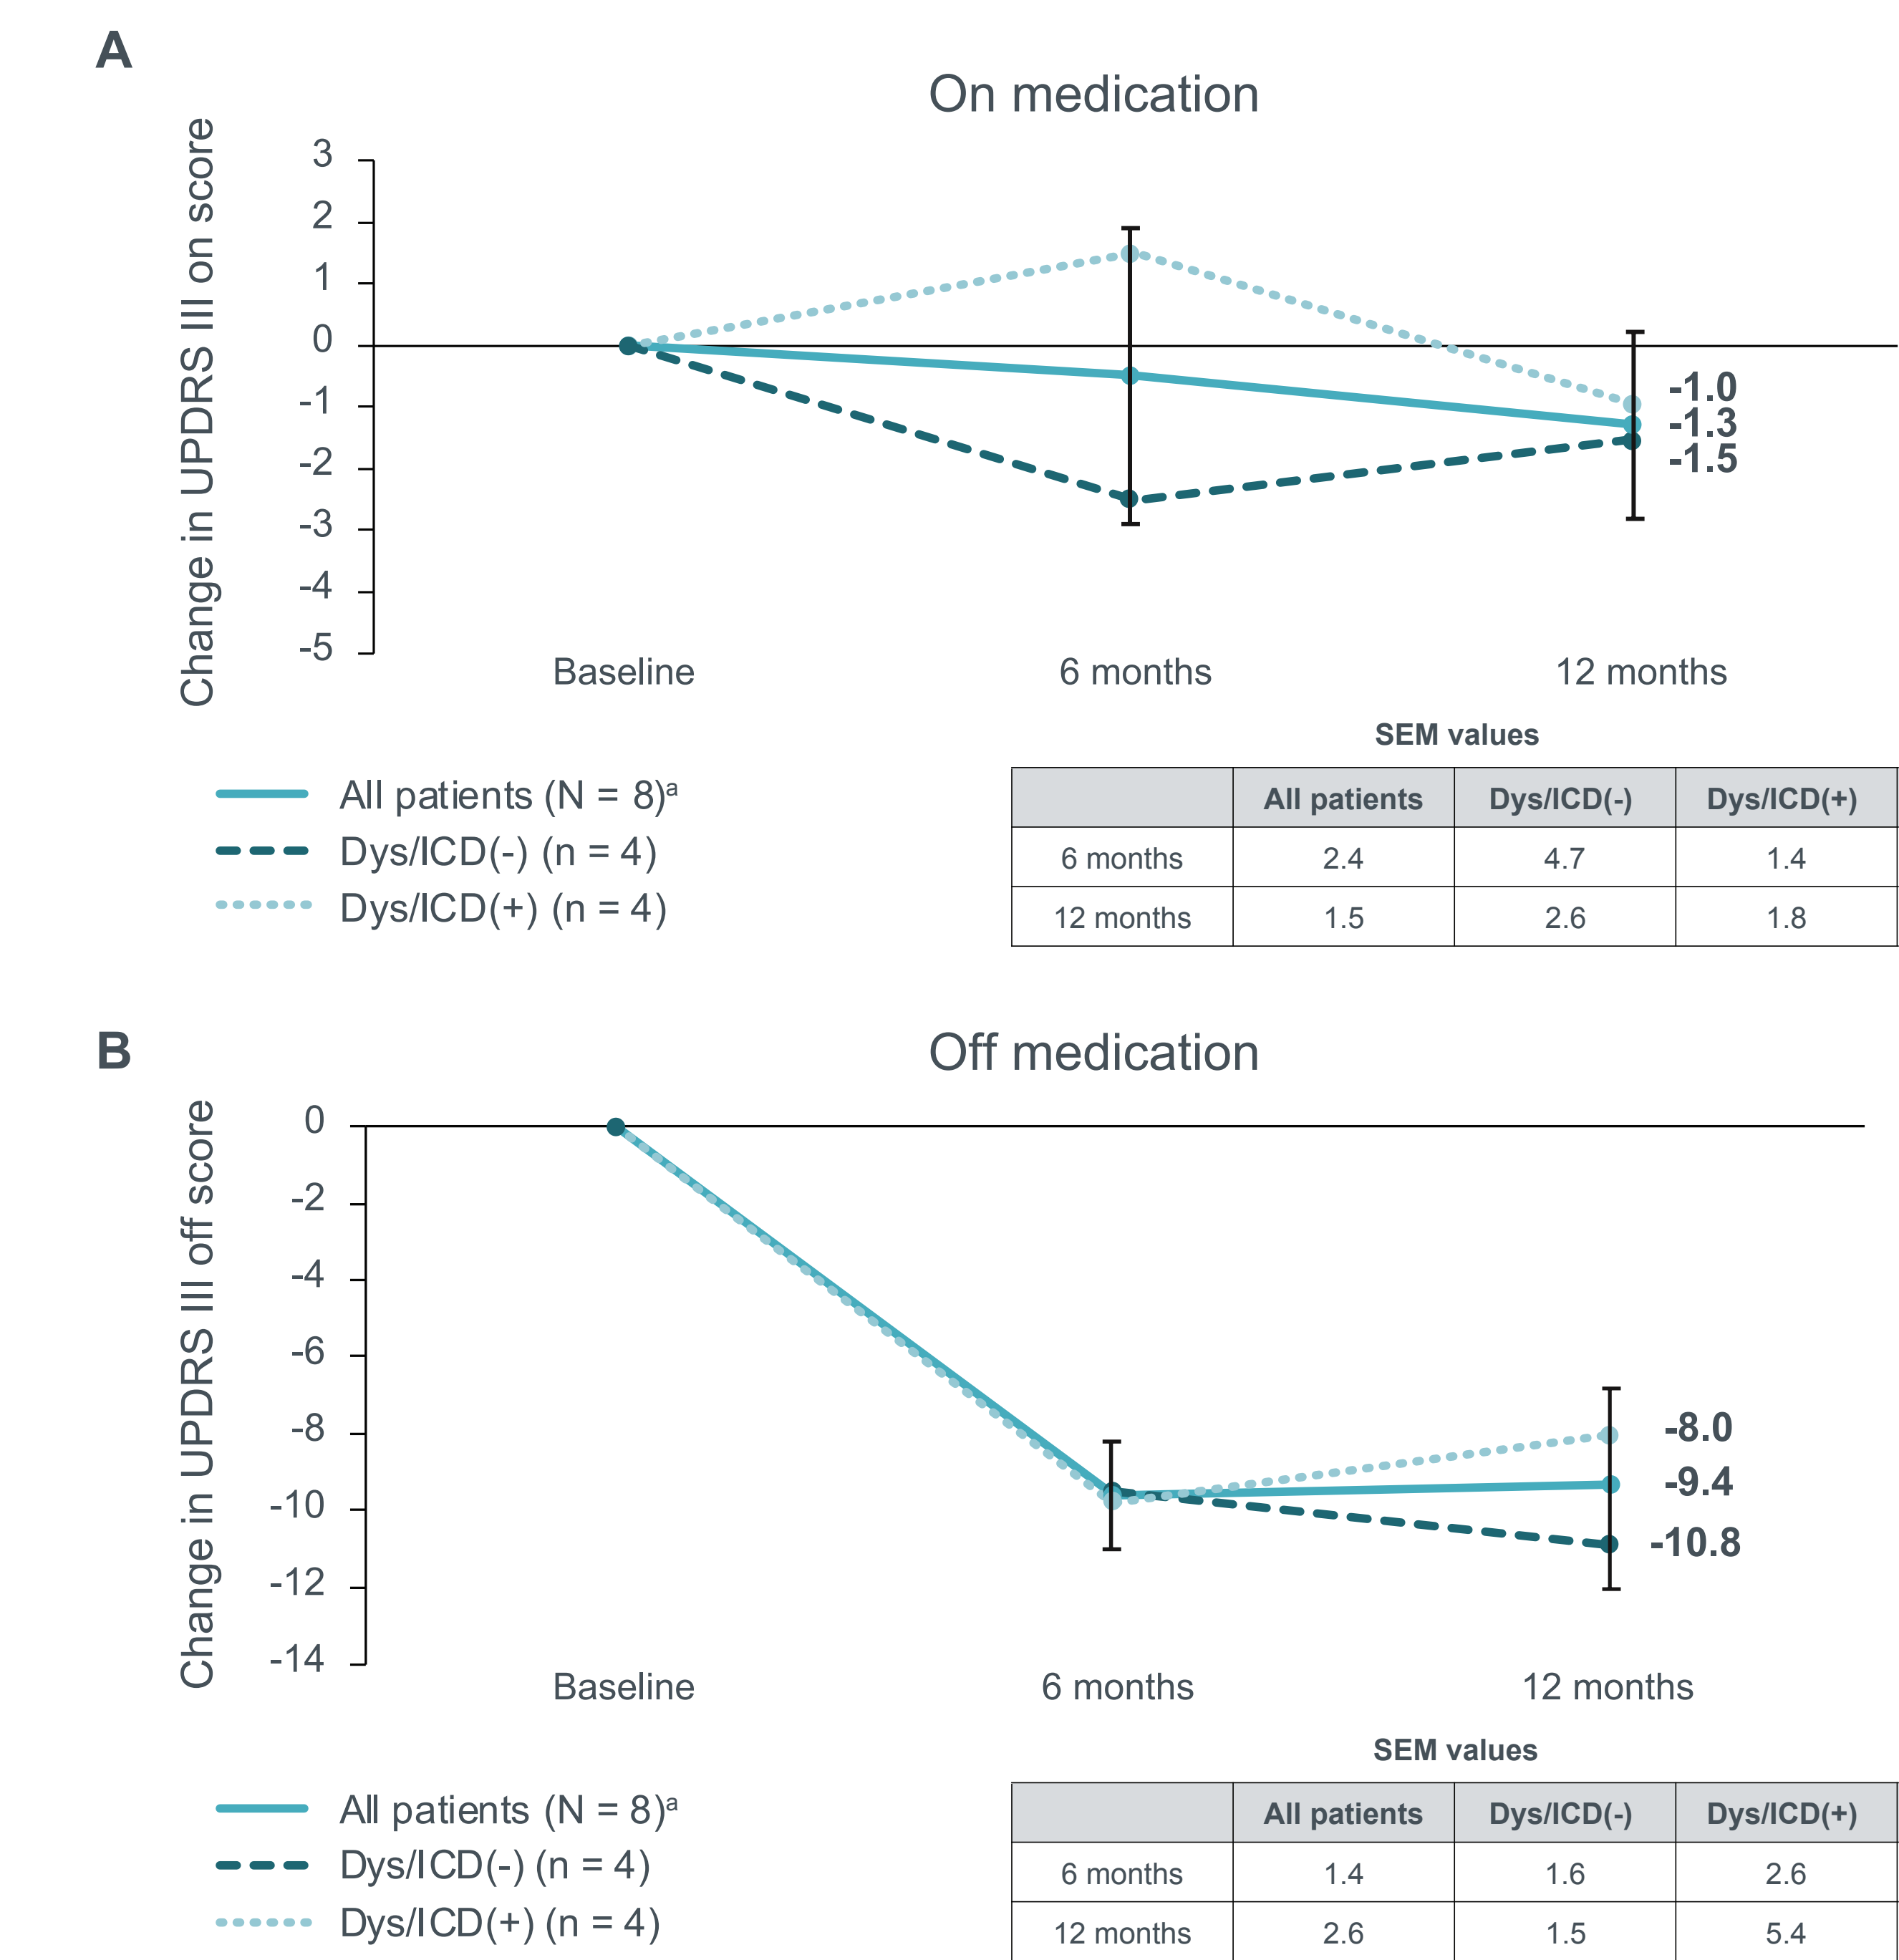 A
On medication
Change in UPDRS III on score
3
2
1
0
-1
-2
-3
-4
-5
-1.0
-1.3
-1.5
Baseline 6 months 12 months
All patients (N = 8)ª
Dys/ICD(-) (n = 4)
Dys/ICD(+) (n = 4)
SEM values
All patients Dys/ICD(-) Dys/ICD(+)
6 months 2.4 4.7 1.4
12 months 1.5 2.6 1.8
B
Off medication
Change in UPDRS III off score
0
-2
-4
-6
-8
-10
-12
-14
-8.0
-9.4
-10.8
Baseline 6 months 12 months
All patients (N = 8)ª
Dys/ICD(-) (n = 4)
Dys/ICD(+) (n = 4)
SEM values
All patients Dys/ICD(-) Dys/ICD(+)
6 months 1.4 1.6 2.6
12 months 2.6 1.5 5.4